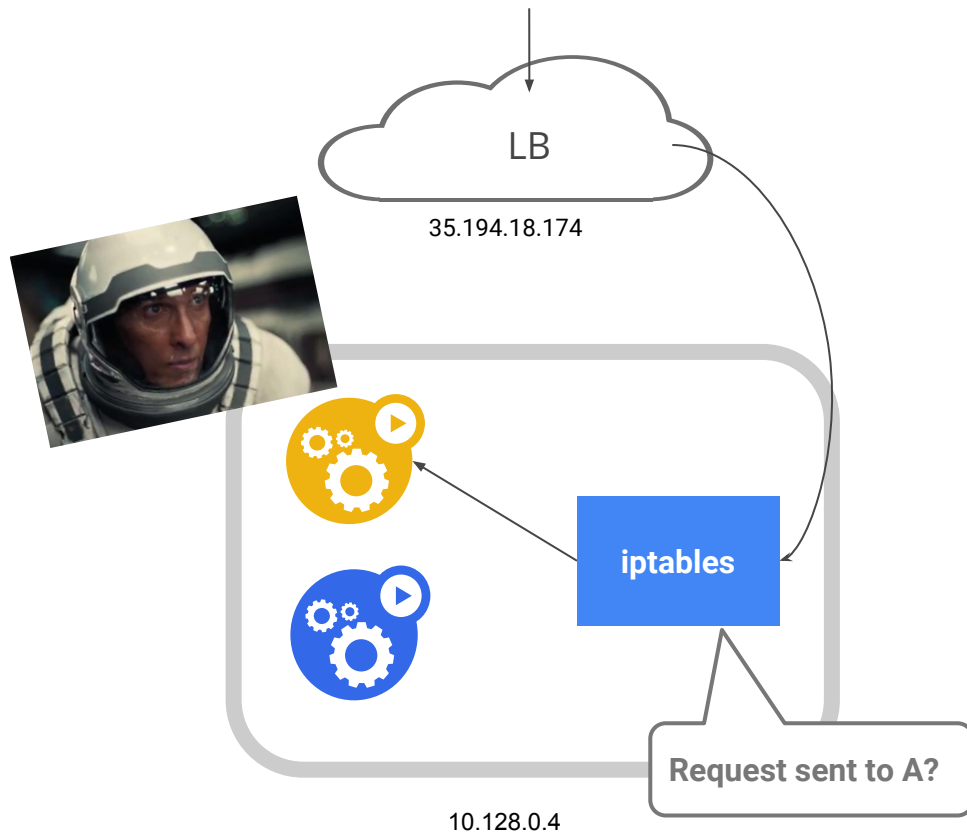 LB
35.194.18.174
iptables
Request sent to A?
10.128.0.4